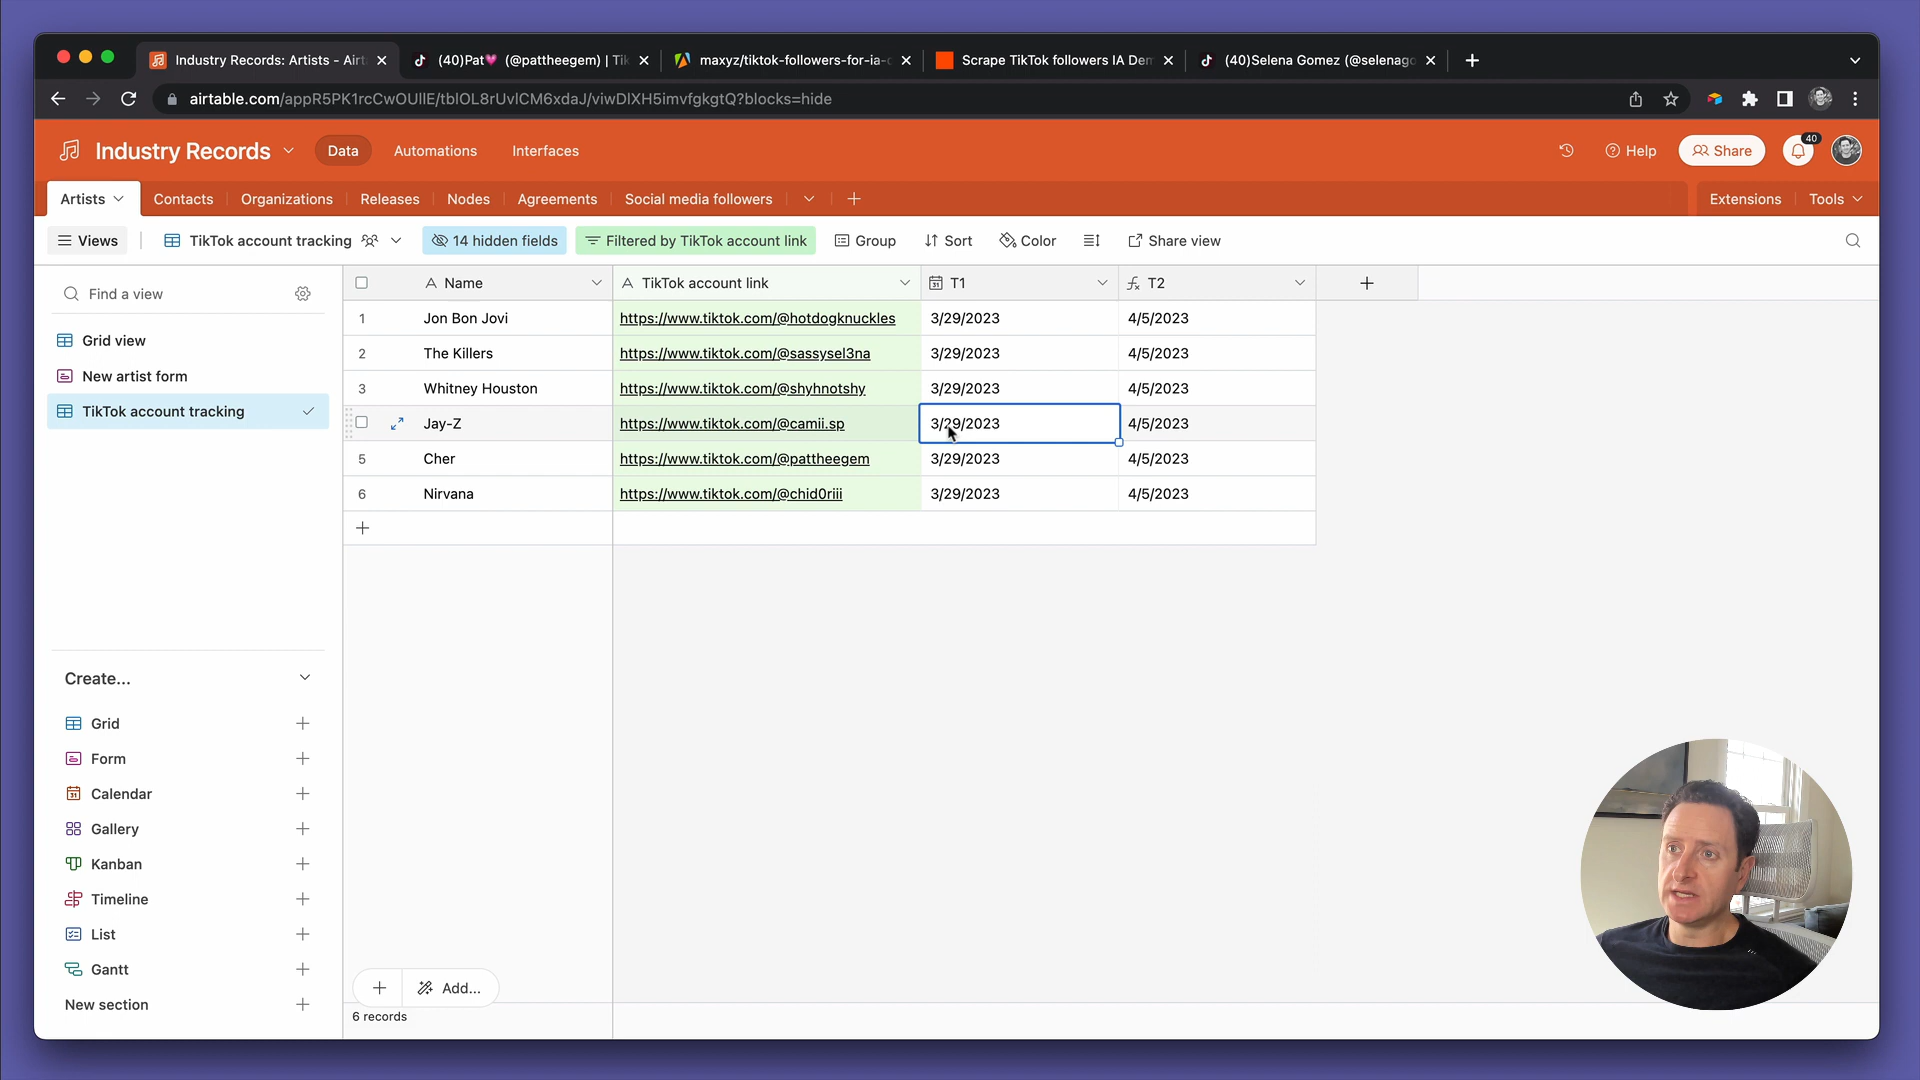 Industry Records: Artists - Airt
(40)Pat💗 (@pattheegem) | Tik
maxyz/tiktok-followers-for-ia-c
Scrape TikTok followers IA Dem
(40)Selena Gomez (@selenago
airtable.com/appR5PK1rcCwOUIlE/tblOL8rUvlCM6xdaJ/viwDlXH5imvfgkgtQ?blocks=hide
Industry Records
Data
Automations
Interfaces
Help
Share
40
Artists
Contacts
Organizations
Releases
Nodes
Agreements
Social media followers
Extensions
Tools
Views
TikTok account tracking
14 hidden fields
Filtered by TikTok account link
Group
Sort
Color
Share view
Find a view
Grid view
New artist form
TikTok account tracking
Name
TikTok account link
T1
T2
1 Jon Bon Jovi https://www.tiktok.com/@hotdogknuckles 3/29/2023 4/5/2023
2 The Killers https://www.tiktok.com/@sassysel3na 3/29/2023 4/5/2023
3 Whitney Houston https://www.tiktok.com/@shyhnotshy 3/29/2023 4/5/2023
Jay-Z https://www.tiktok.com/@camii.sp 3/29/2023 4/5/2023
5 Cher https://www.tiktok.com/@pattheegem 3/29/2023 4/5/2023
6 Nirvana https://www.tiktok.com/@chid0riii 3/29/2023 4/5/2023
Create...
Grid
Form
Calendar
Gallery
Kanban
Timeline
List
Gantt
New section
Add...
6 records